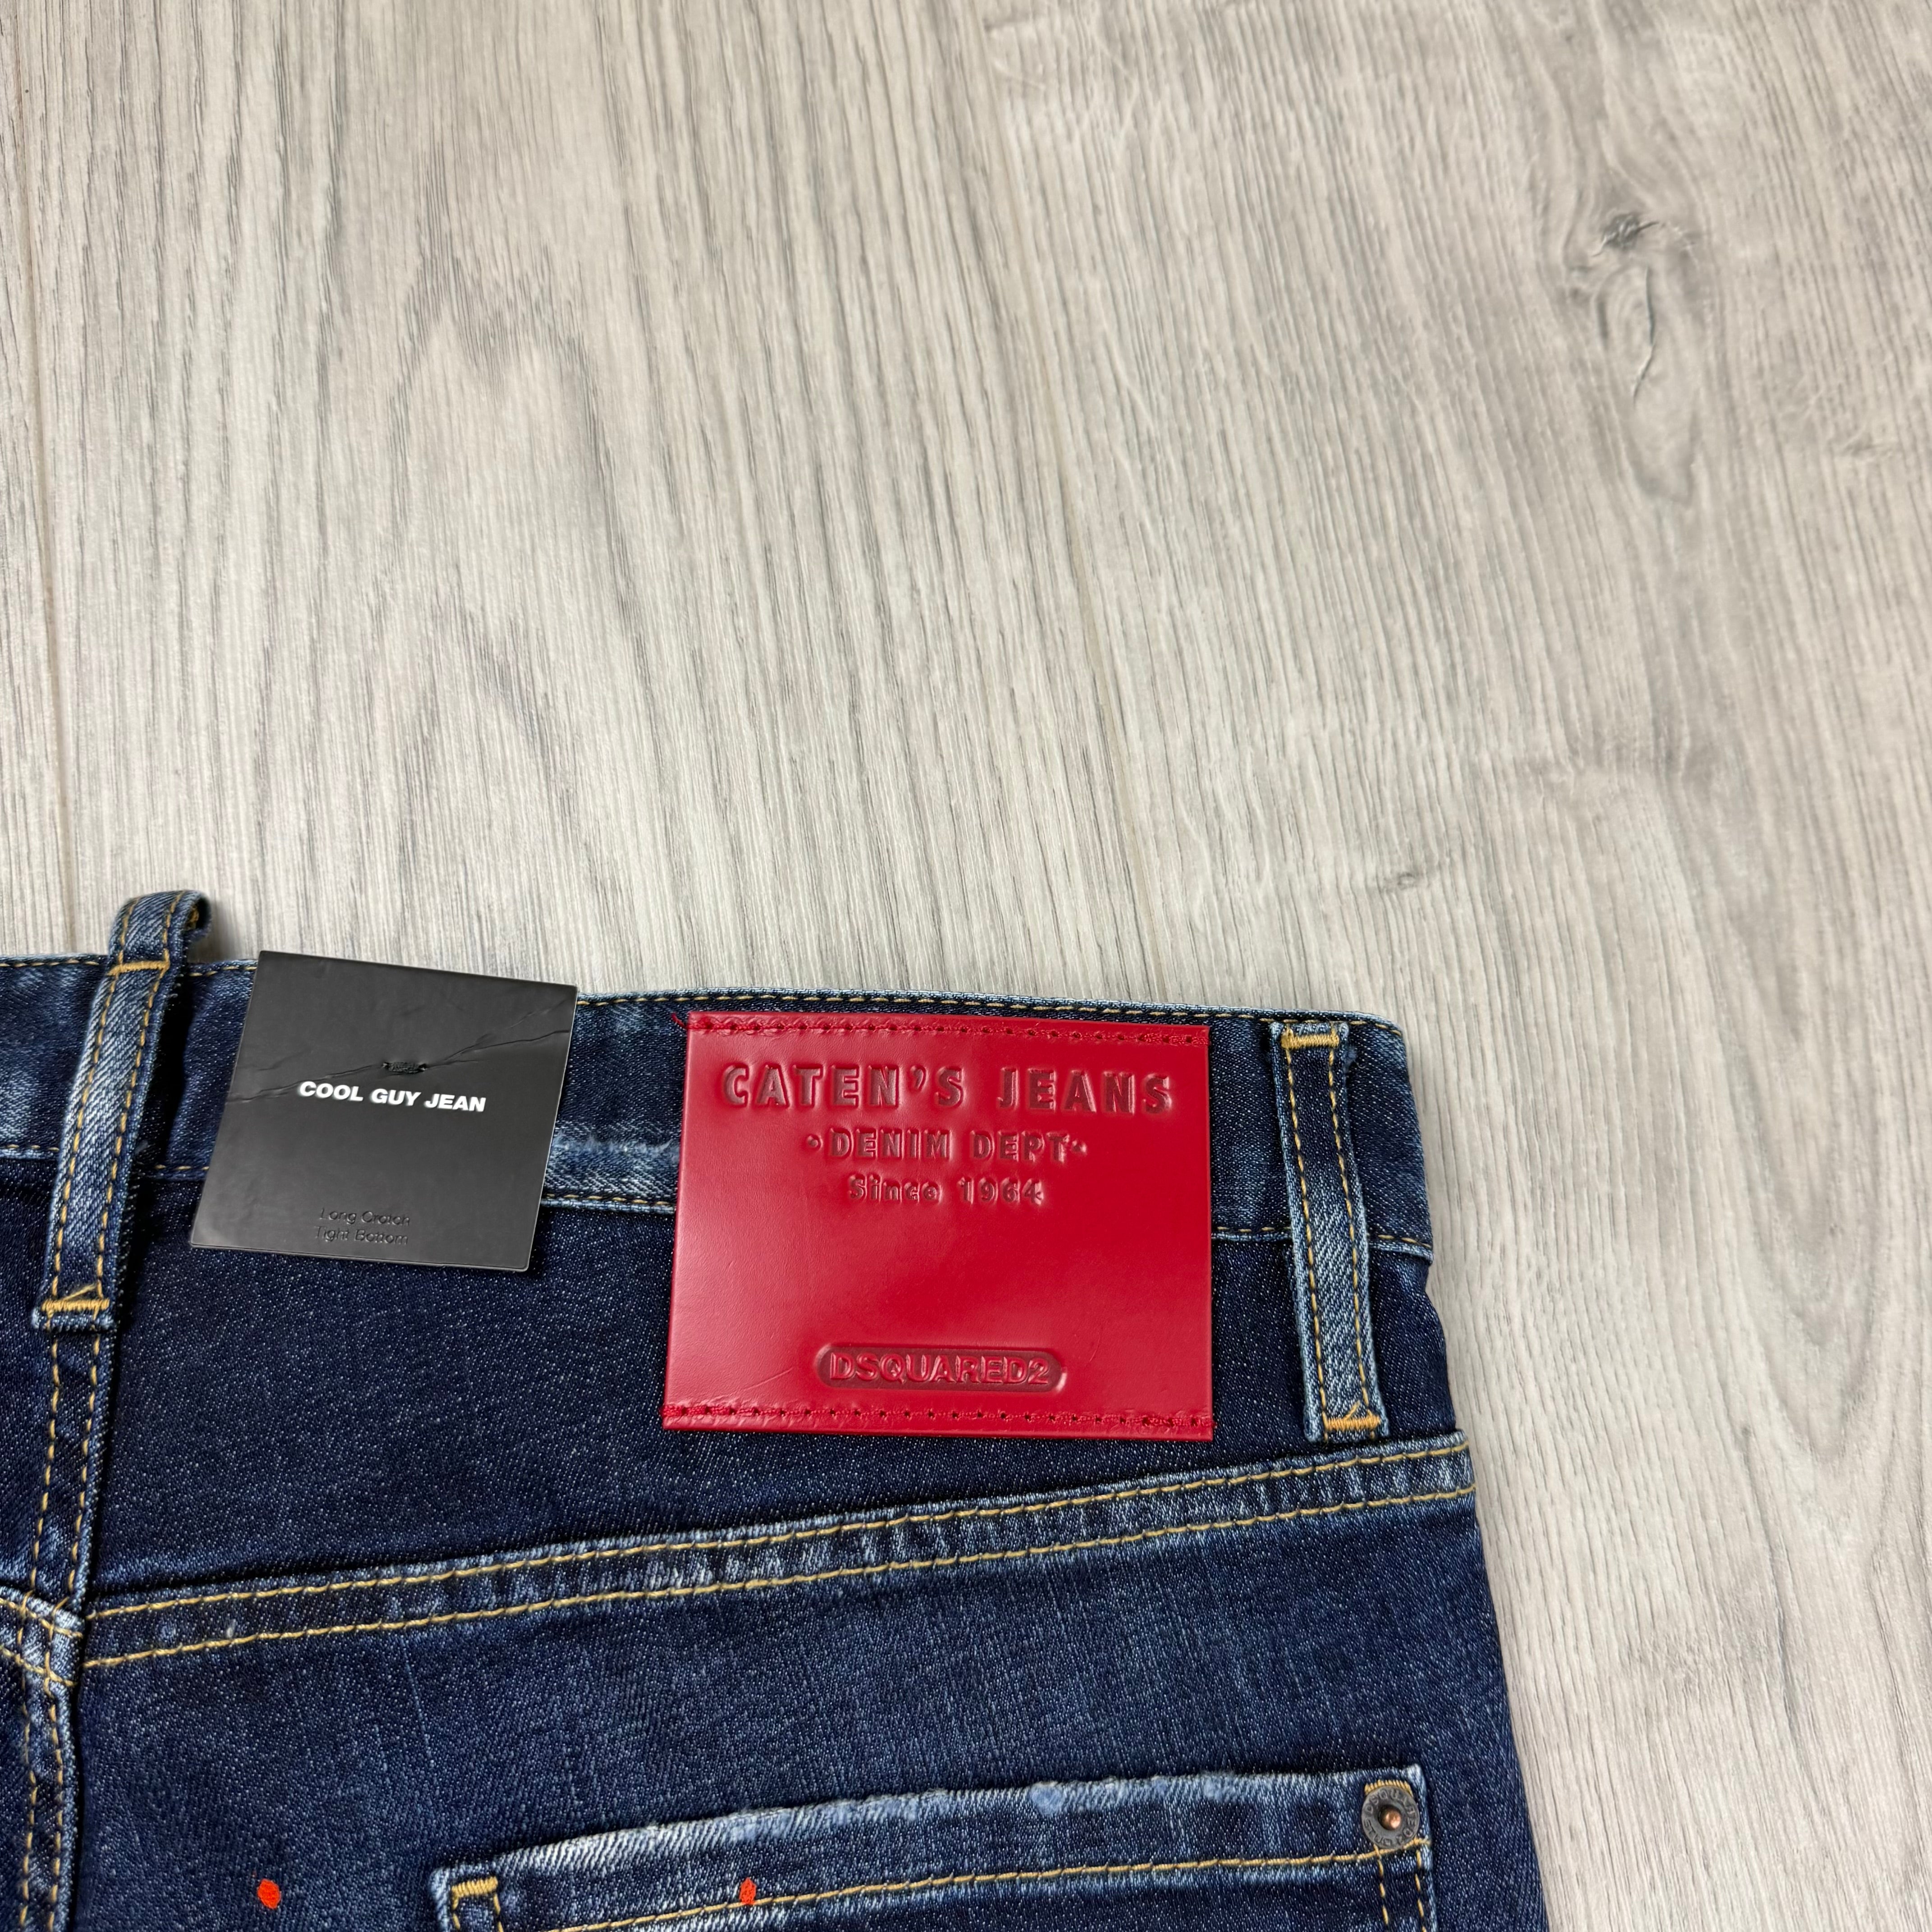 COOL GUY JEAN
Long Crotch
Tight Bottom
CATEN'S JEANS
•DENIM DEPT•
Since 1964
DSQUARED2